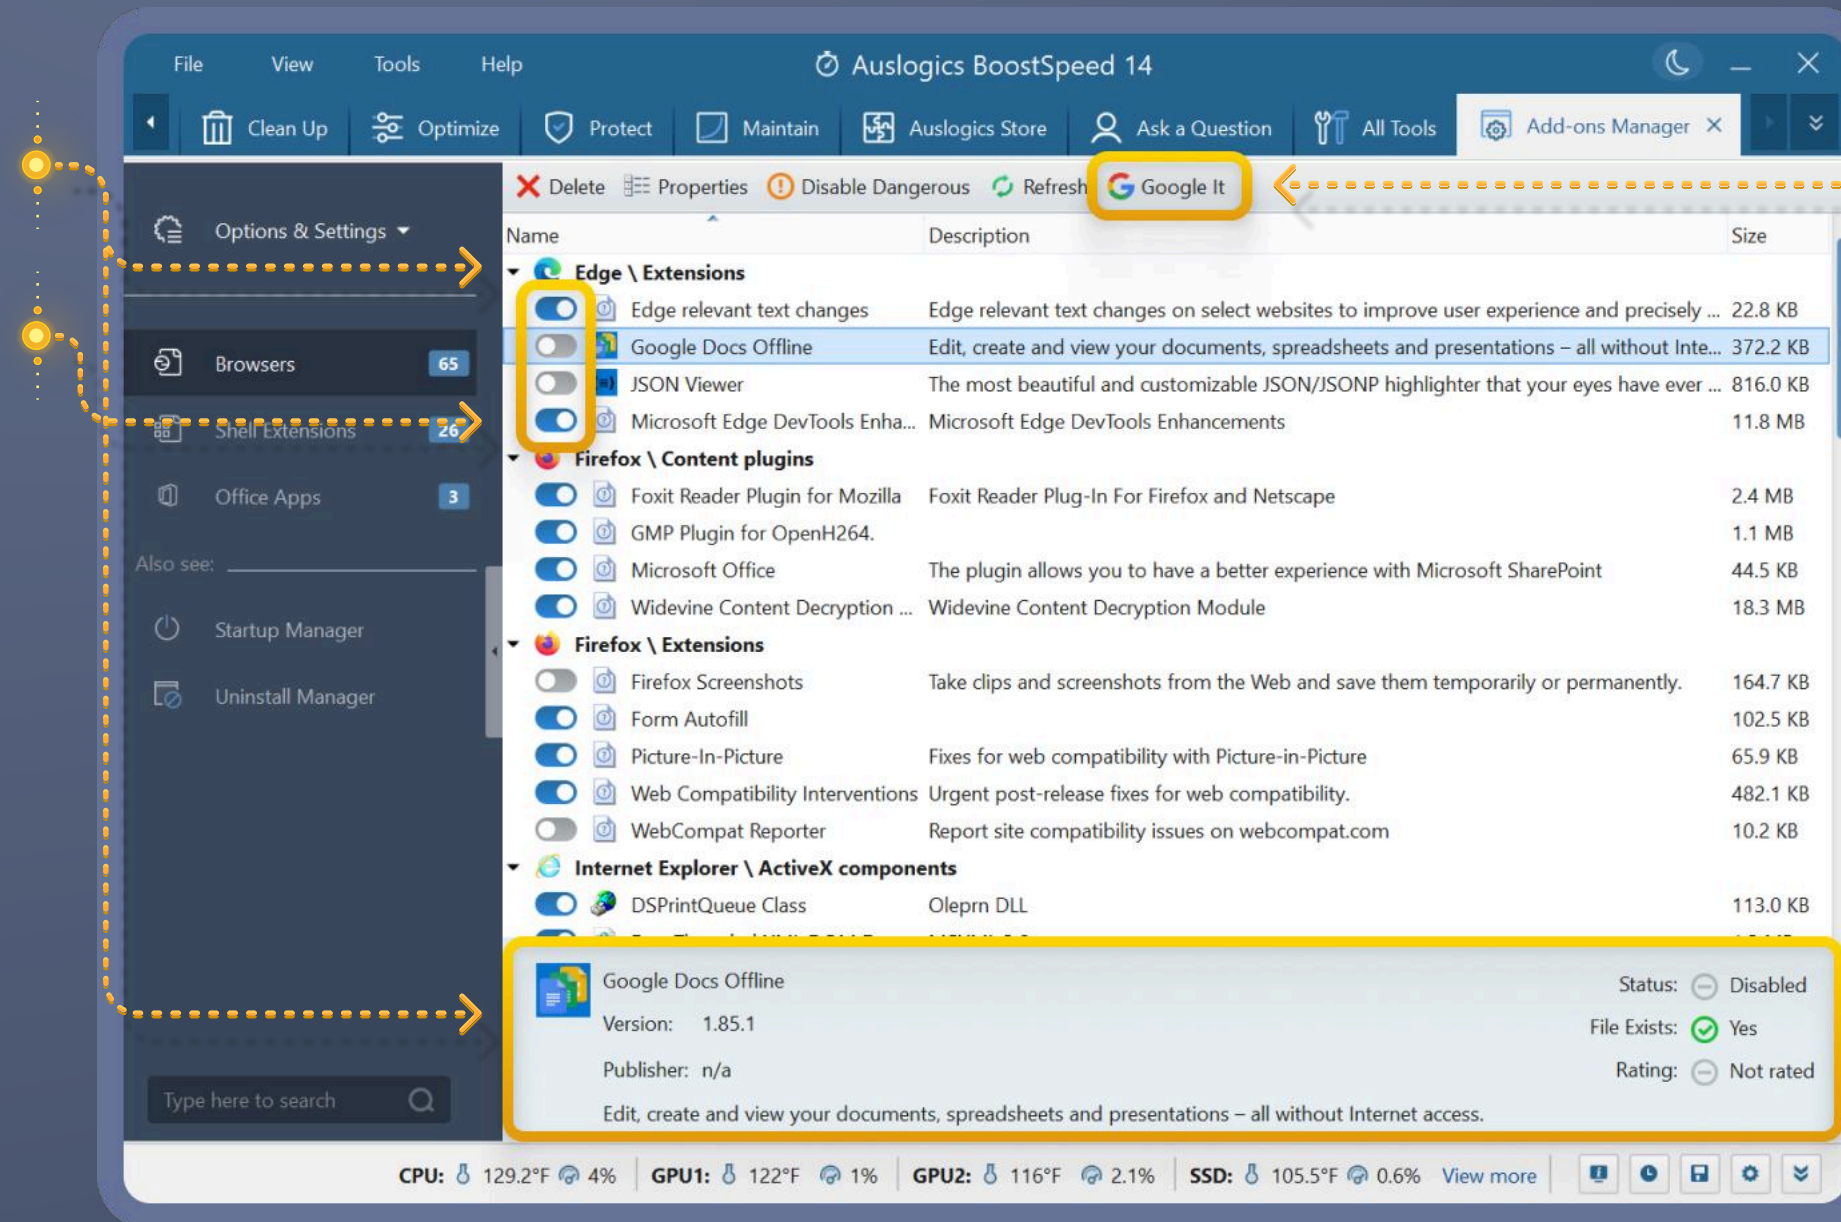 File View Tools Help
Auslogics BoostSpeed 14
Clean Up Optimize Protect Maintain Auslogics Store Ask a Question All Tools Add-ons Manager
Delete Properties Disable Dangerous Refresh Google It
Options & Settings
Browsers 65
Shell Extensions 26
Office Apps 3
Also see:
Startup Manager
Uninstall Manager
Type here to search
Name Description Size
Edge \ Extensions
Edge relevant text changes Edge relevant text changes on select websites to improve user experience and precisely ... 22.8 KB
Google Docs Offline Edit, create and view your documents, spreadsheets and presentations – all without Inte... 372.2 KB
JSON Viewer The most beautiful and customizable JSON/JSONP highlighter that your eyes have ever ... 816.0 KB
Microsoft Edge DevTools Enha... Microsoft Edge DevTools Enhancements 11.8 MB
Firefox \ Content plugins
Foxit Reader Plugin for Mozilla Foxit Reader Plug-In For Firefox and Netscape 2.4 MB
GMP Plugin for OpenH264. 1.1 MB
Microsoft Office The plugin allows you to have a better experience with Microsoft SharePoint 44.5 KB
Widevine Content Decryption ... Widevine Content Decryption Module 18.3 MB
Firefox \ Extensions
Firefox Screenshots Take clips and screenshots from the Web and save them temporarily or permanently. 164.7 KB
Form Autofill 102.5 KB
Picture-In-Picture Fixes for web compatibility with Picture-in-Picture 65.9 KB
Web Compatibility Interventions Urgent post-release fixes for web compatibility. 482.1 KB
WebCompat Reporter Report site compatibility issues on webcompat.com 10.2 KB
Internet Explorer \ ActiveX components
DSPrintQueue Class Oleprn DLL 113.0 KB
Google Docs Offline Status: Disabled
Version: 1.85.1 File Exists: Yes
Publisher: n/a Rating: Not rated
Edit, create and view your documents, spreadsheets and presentations – all without Internet access.
CPU: 129.2°F 4% GPU1: 122°F 1% GPU2: 116°F 2.1% SSD: 105.5°F 0.6% View more